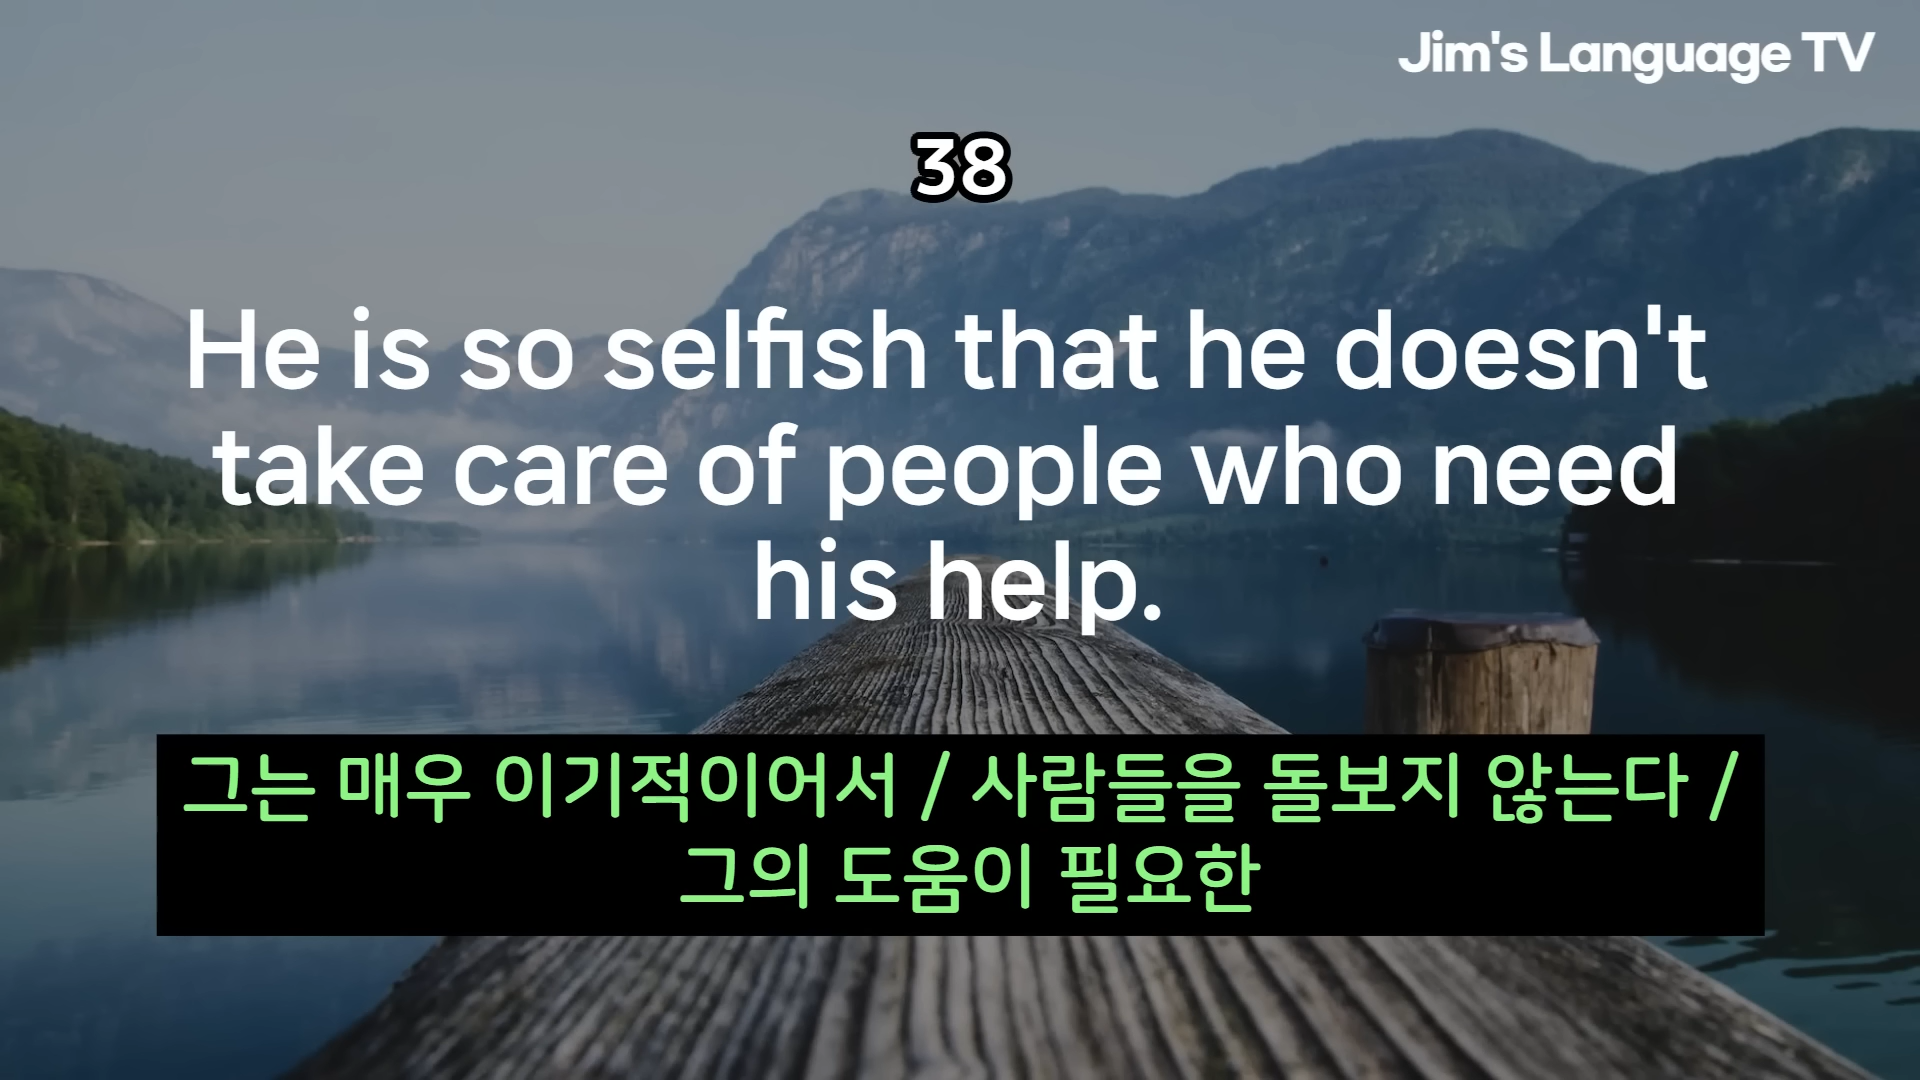 Jim's Language TV
38
He is so selfish that he doesn't
take care of people who need
his help.
그는 매우 이기적이어서 / 사람들을 돌보지 않는다 /
그의 도움이 필요한